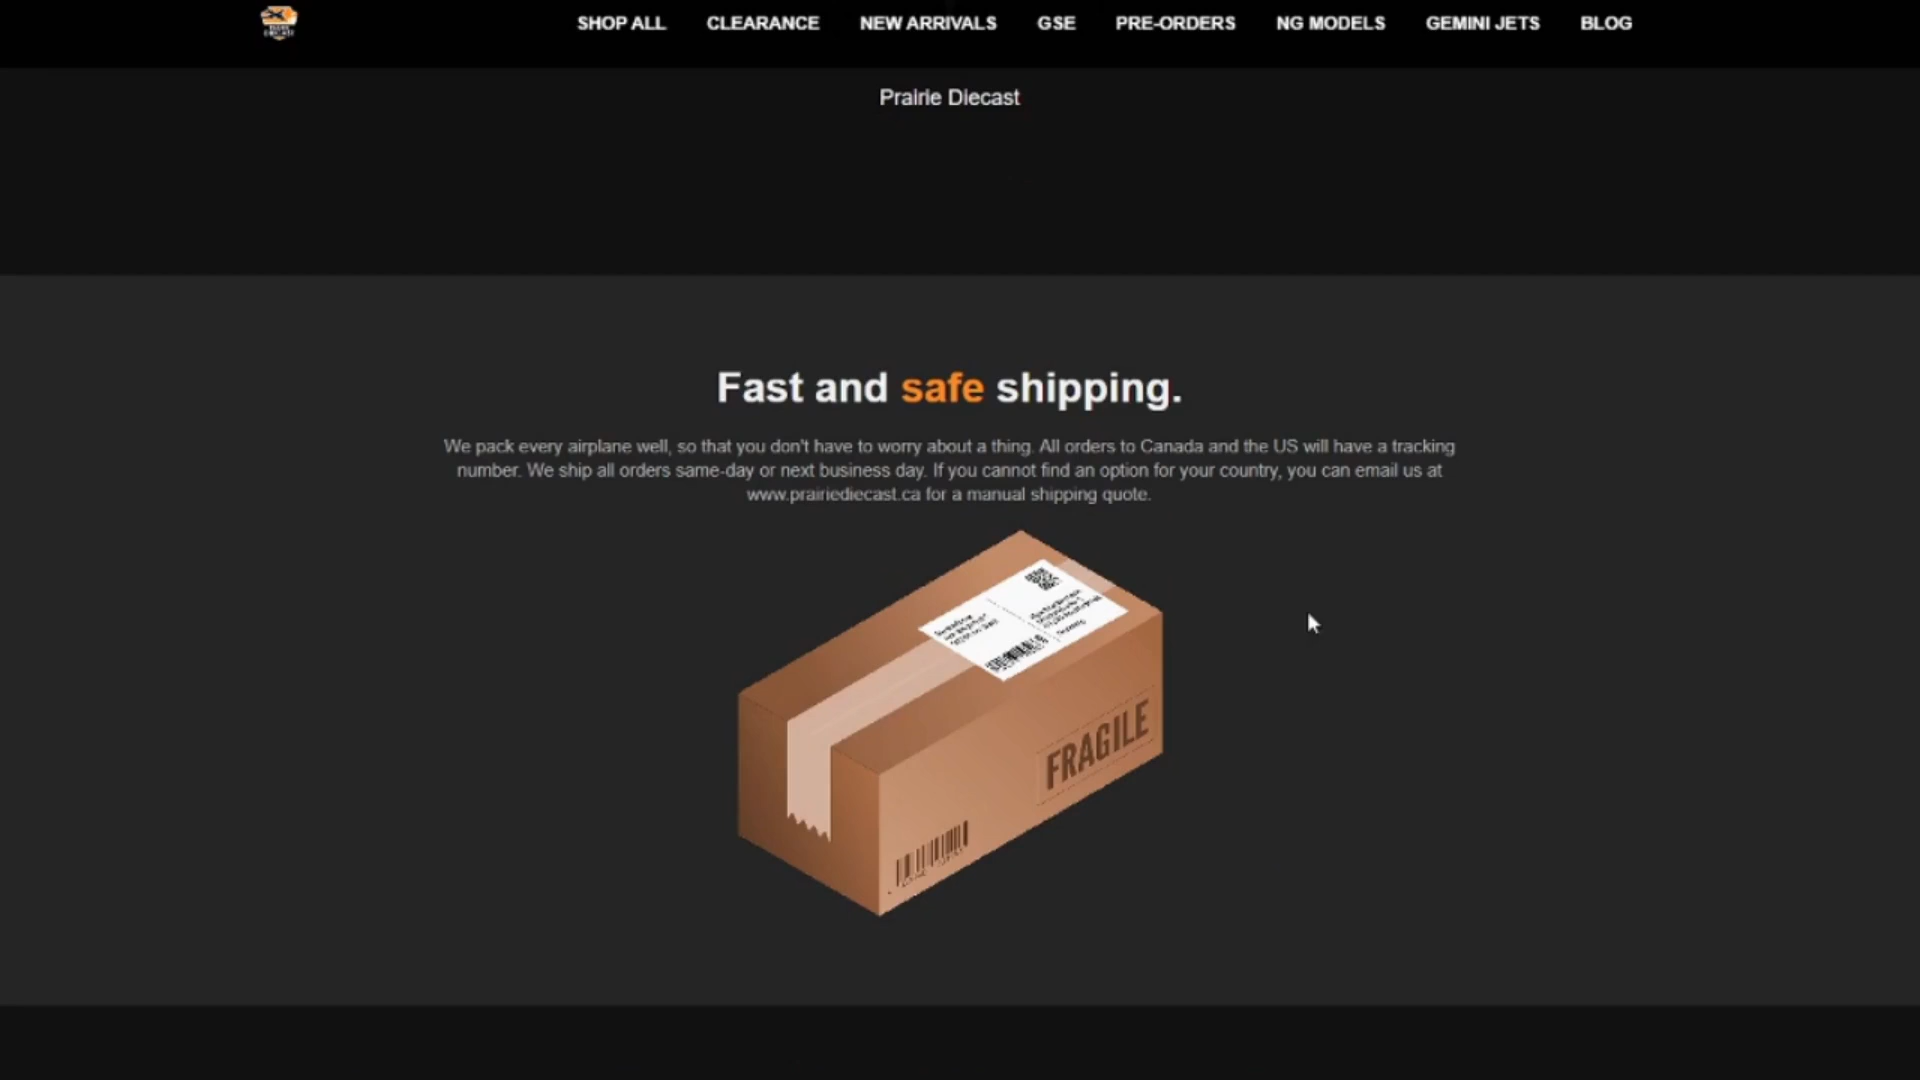 SHOP ALL CLEARANCE NEW ARRIVALS GSE PRE-ORDERS NG MODELS GEMINI JETS BLOG
Prairie Diecast
Fast and safe shipping.
We pack every airplane well, so that you don't have to worry about a thing. All orders to Canada and the US will have a tracking
number. We ship all orders same-day or next business day. If you cannot find an option for your country, you can email us at
www.prairiediecast.ca for a manual shipping quote.
FRAGILE